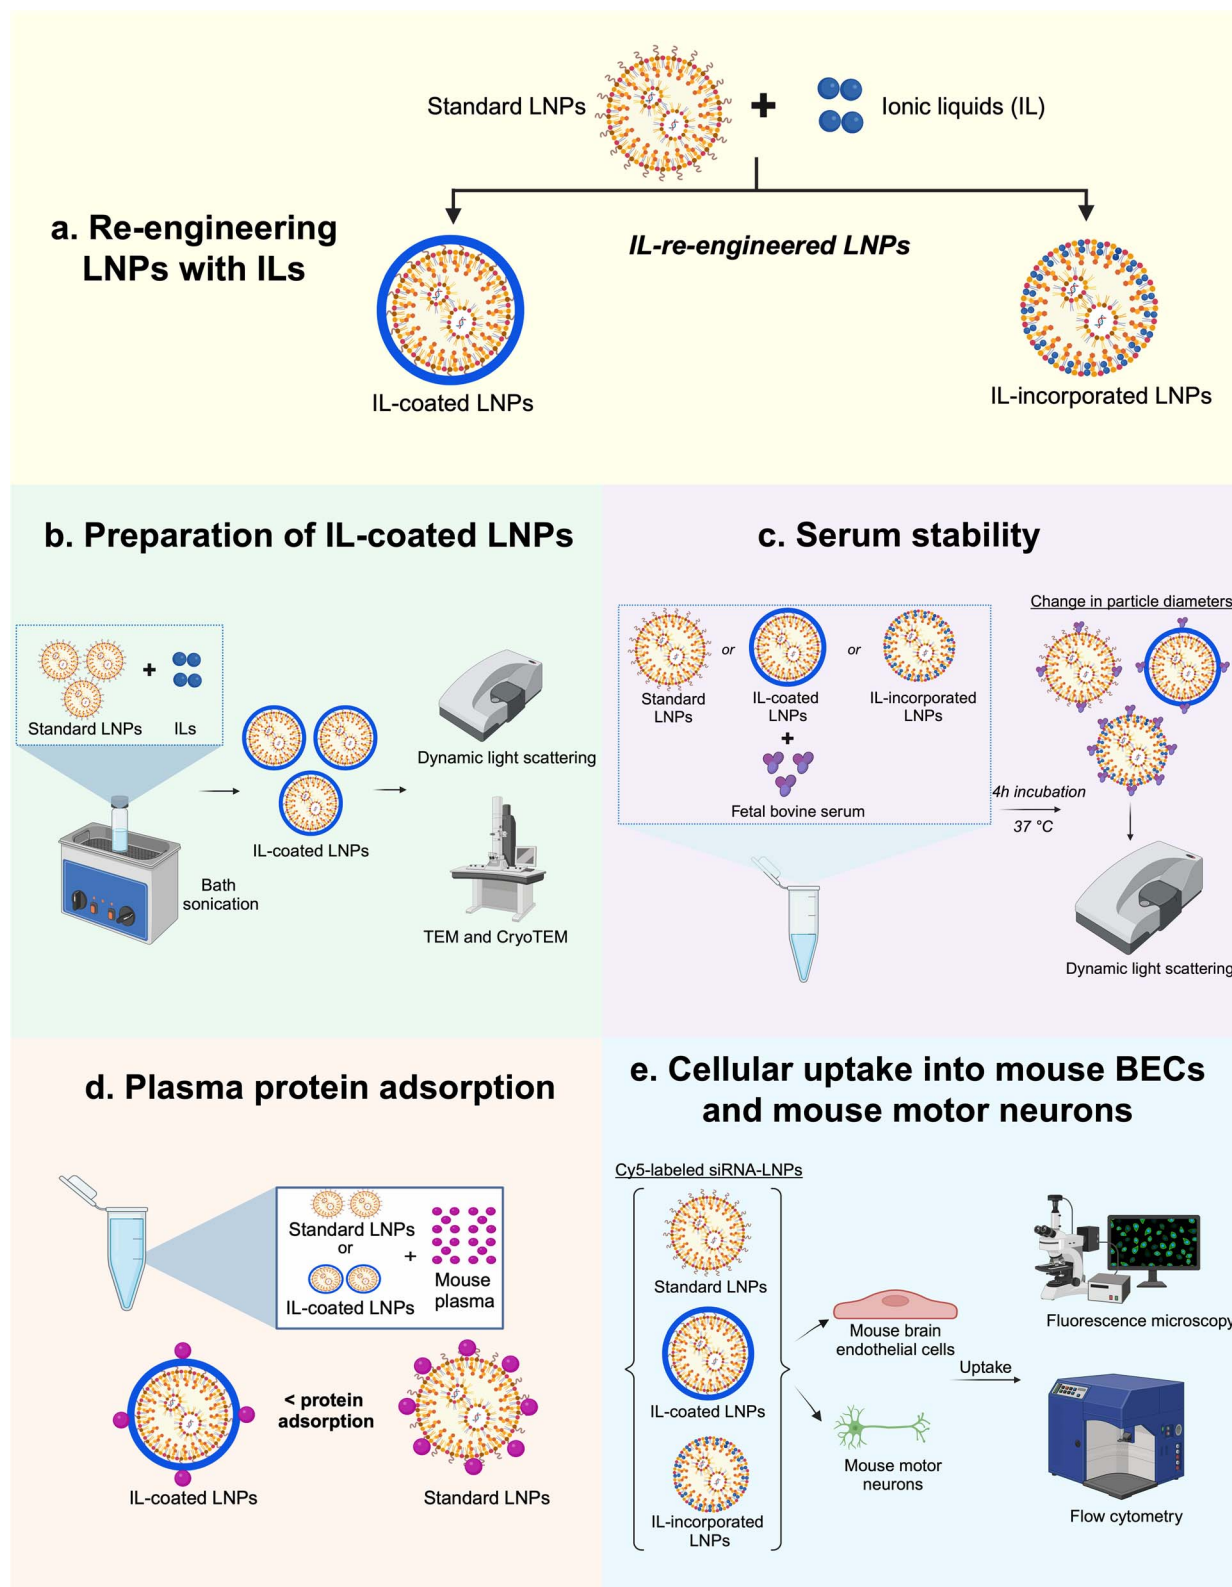 Standard LNPs
+
Ionic liquids (IL)
a. Re-engineering
LNPs with ILs
IL-re-engineered LNPs
IL-coated LNPs
IL-incorporated LNPs
b. Preparation of IL-coated LNPs
Standard LNPs
+
ILs
IL-coated LNPs
Bath
sonication
Dynamic light scattering
TEM and CryoTEM
c. Serum stability
Standard
LNPs
or
IL-coated
LNPs
or
IL-incorporated
LNPs
+
Fetal bovine serum
4h incubation
37 °C
Change in particle diameters
Dynamic light scattering
d. Plasma protein adsorption
Standard LNPs
or
IL-coated LNPs
+
Mouse
plasma
IL-coated LNPs
< protein
adsorption
Standard LNPs
e. Cellular uptake into mouse BECs
and mouse motor neurons
Cy5-labeled siRNA-LNPs
Standard LNPs
IL-coated LNPs
IL-incorporated
LNPs
Mouse brain
endothelial cells
Mouse motor
neurons
Uptake
Fluorescence microscopy
Flow cytometry